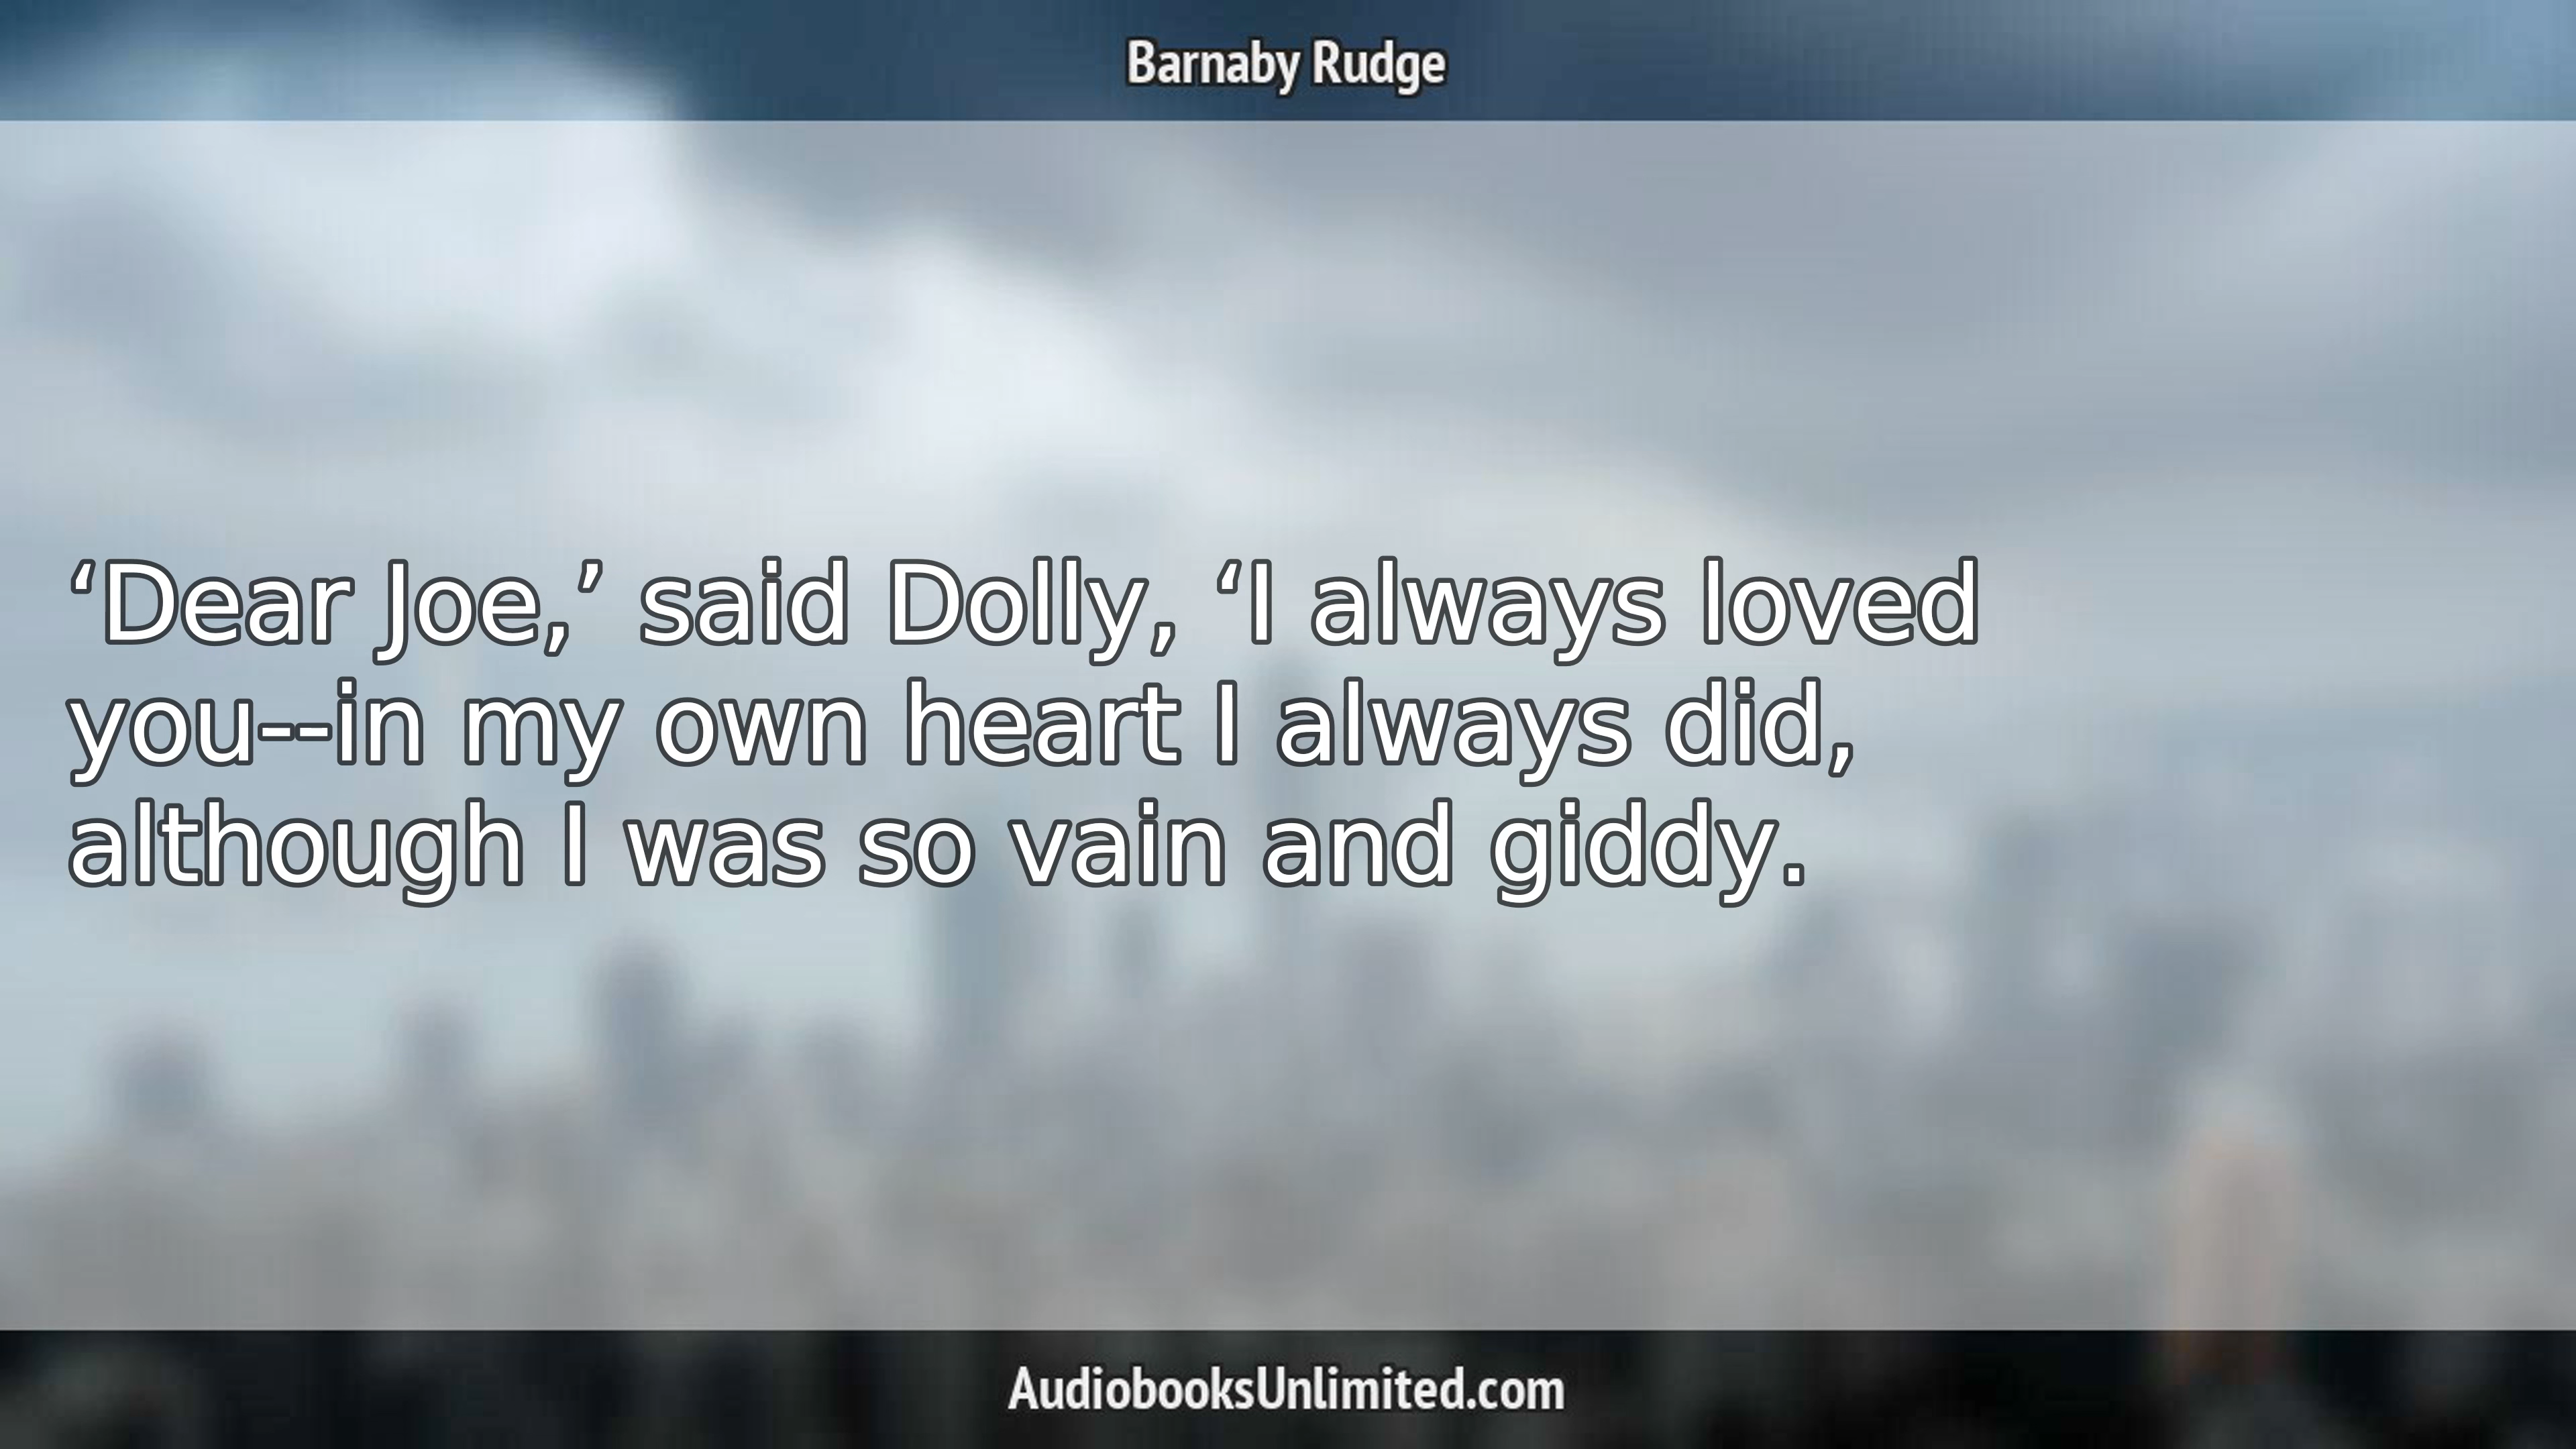 Barnaby Rudge
‘Dear Joe,’ said Dolly, ‘I always loved
you--in my own heart I always did,
although I was so vain and giddy.
AudiobooksUnlimited.com